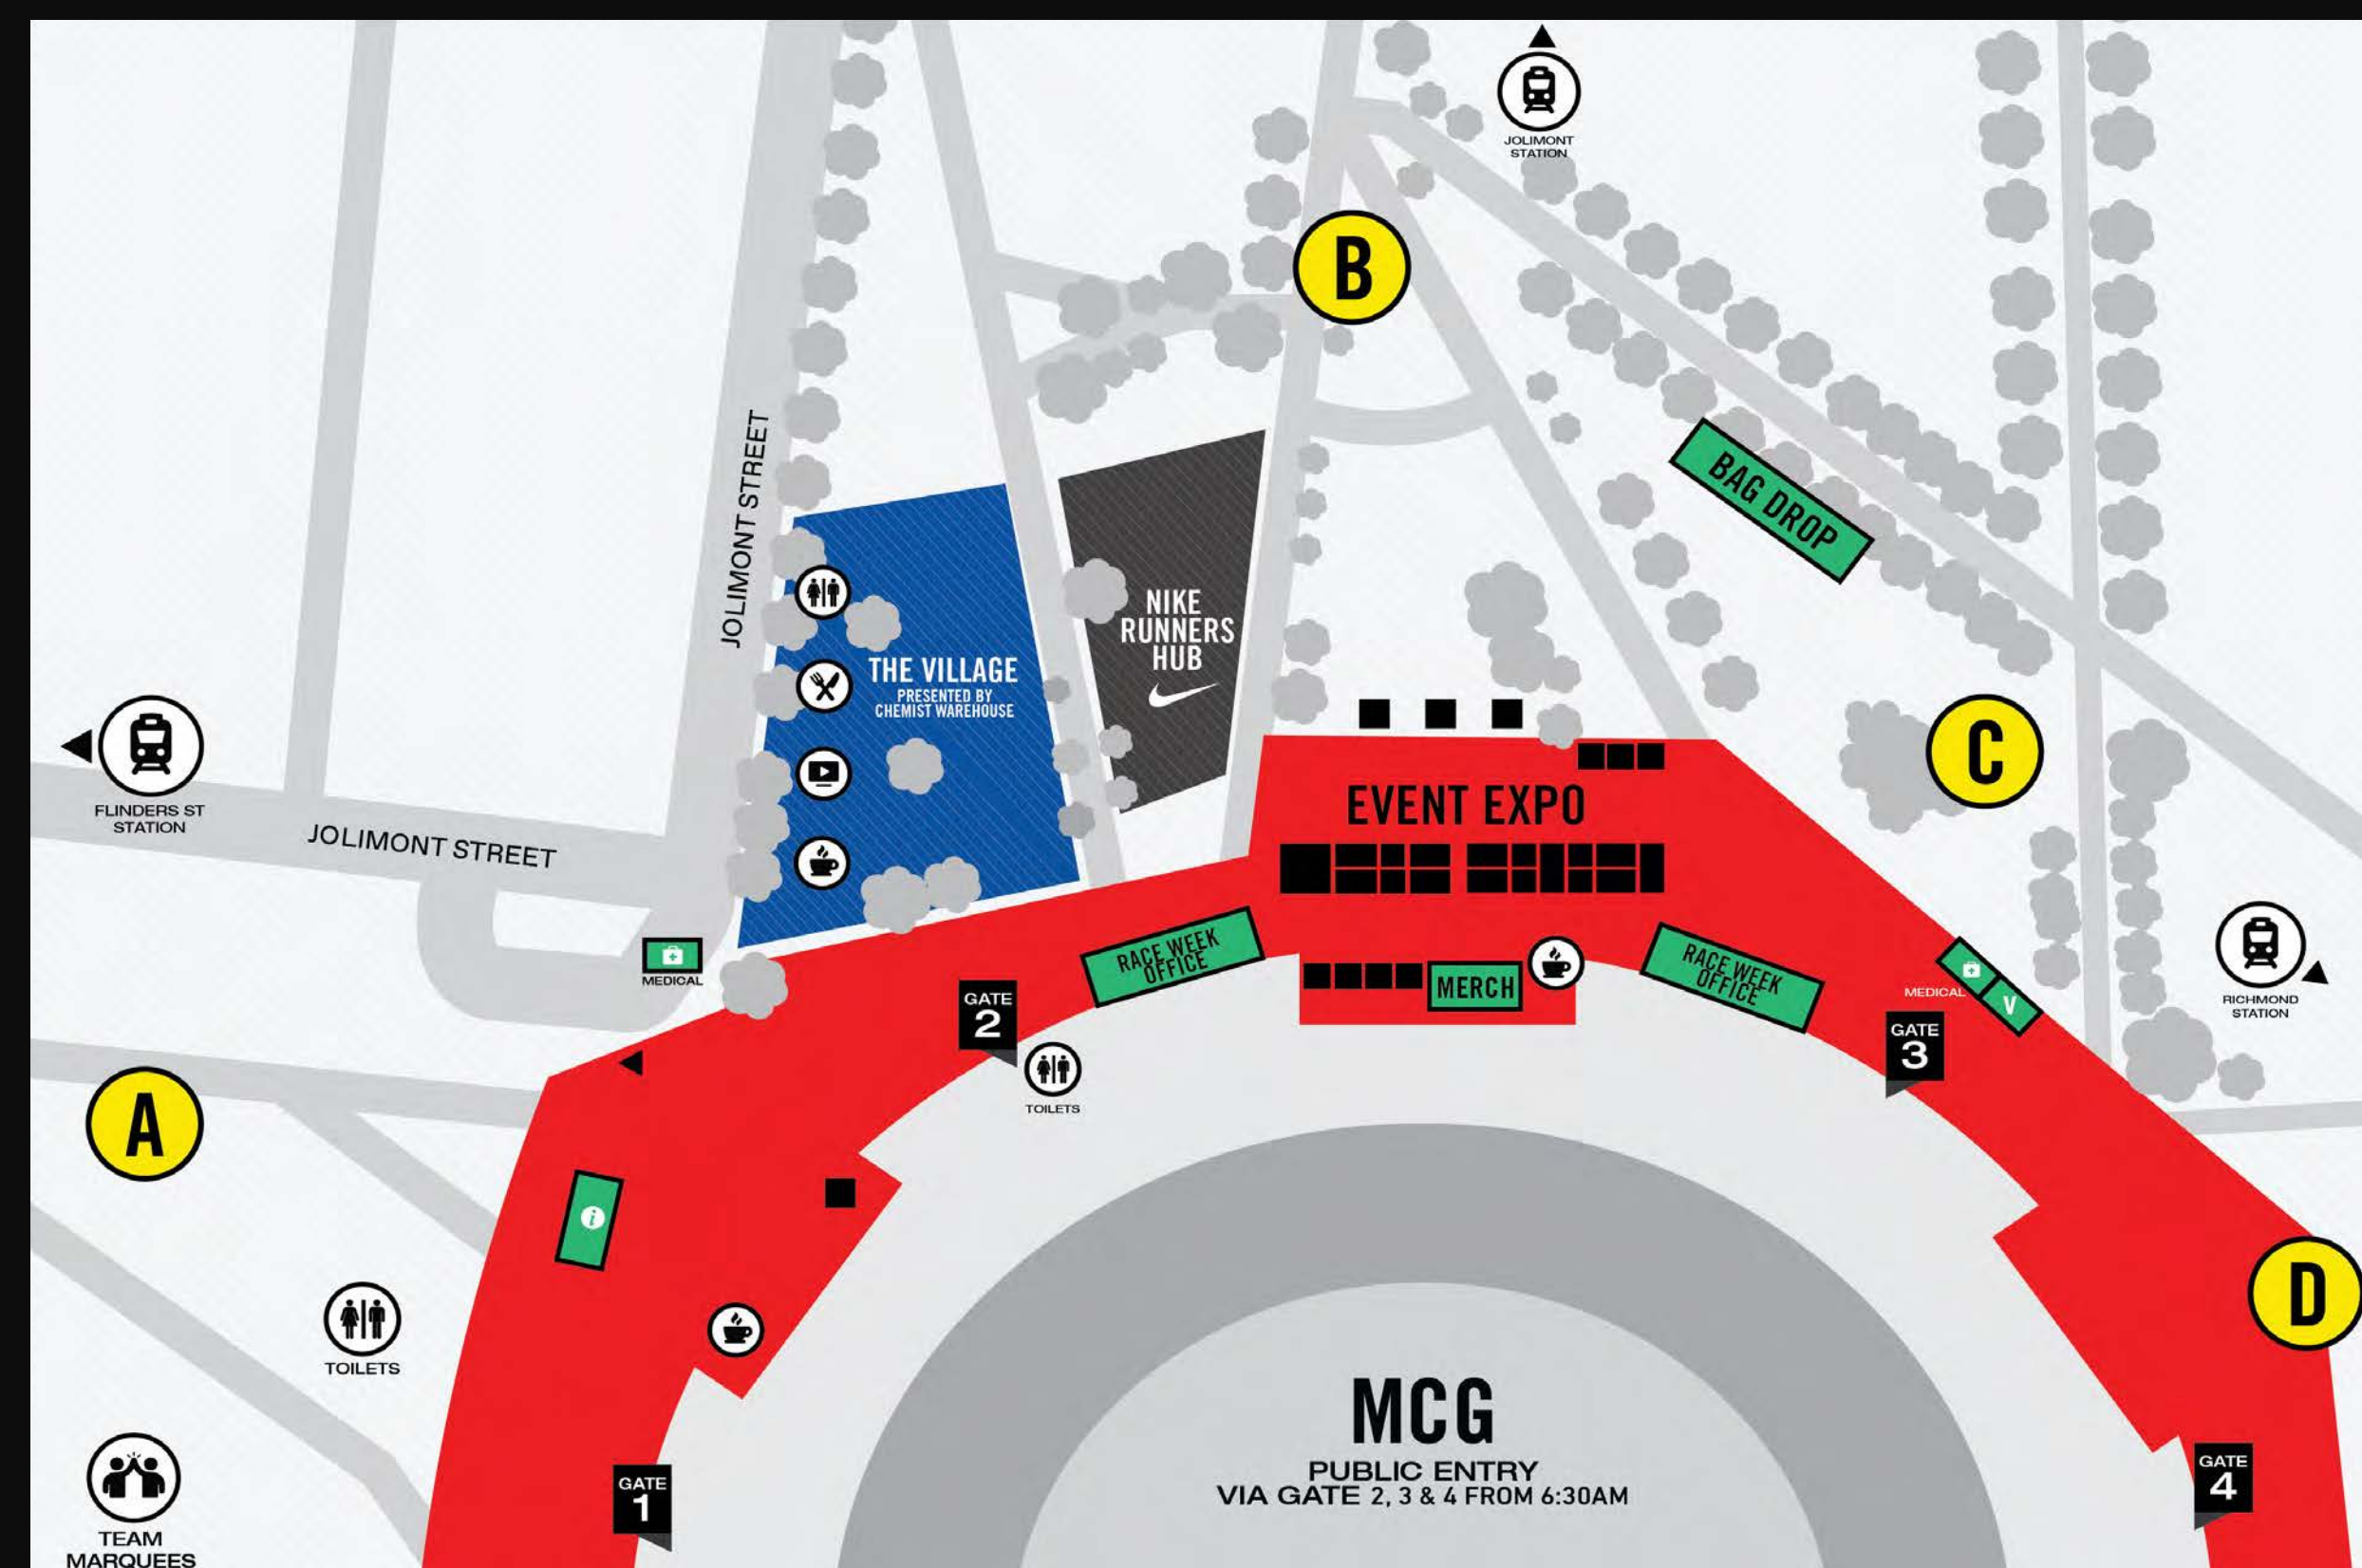 JOLIMONT
STATION
B
JOLIMONT STREET
BAG DROP
NIKE
RUNNERS
HUB
THE VILLAGE
PRESENTED BY
CHEMIST WAREHOUSE
C
FLINDERS ST
STATION
JOLIMONT STREET
EVENT EXPO
MEDICAL
RACE WEEK
OFFICE
MERCH
RACE WEEK
OFFICE
MEDICAL
V
RICHMOND
STATION
GATE
2
GATE
3
TOILETS
A
i
D
TOILETS
MCG
PUBLIC ENTRY
VIA GATE 2, 3 & 4 FROM 6:30AM
GATE
1
GATE
4
TEAM
MARQUEES